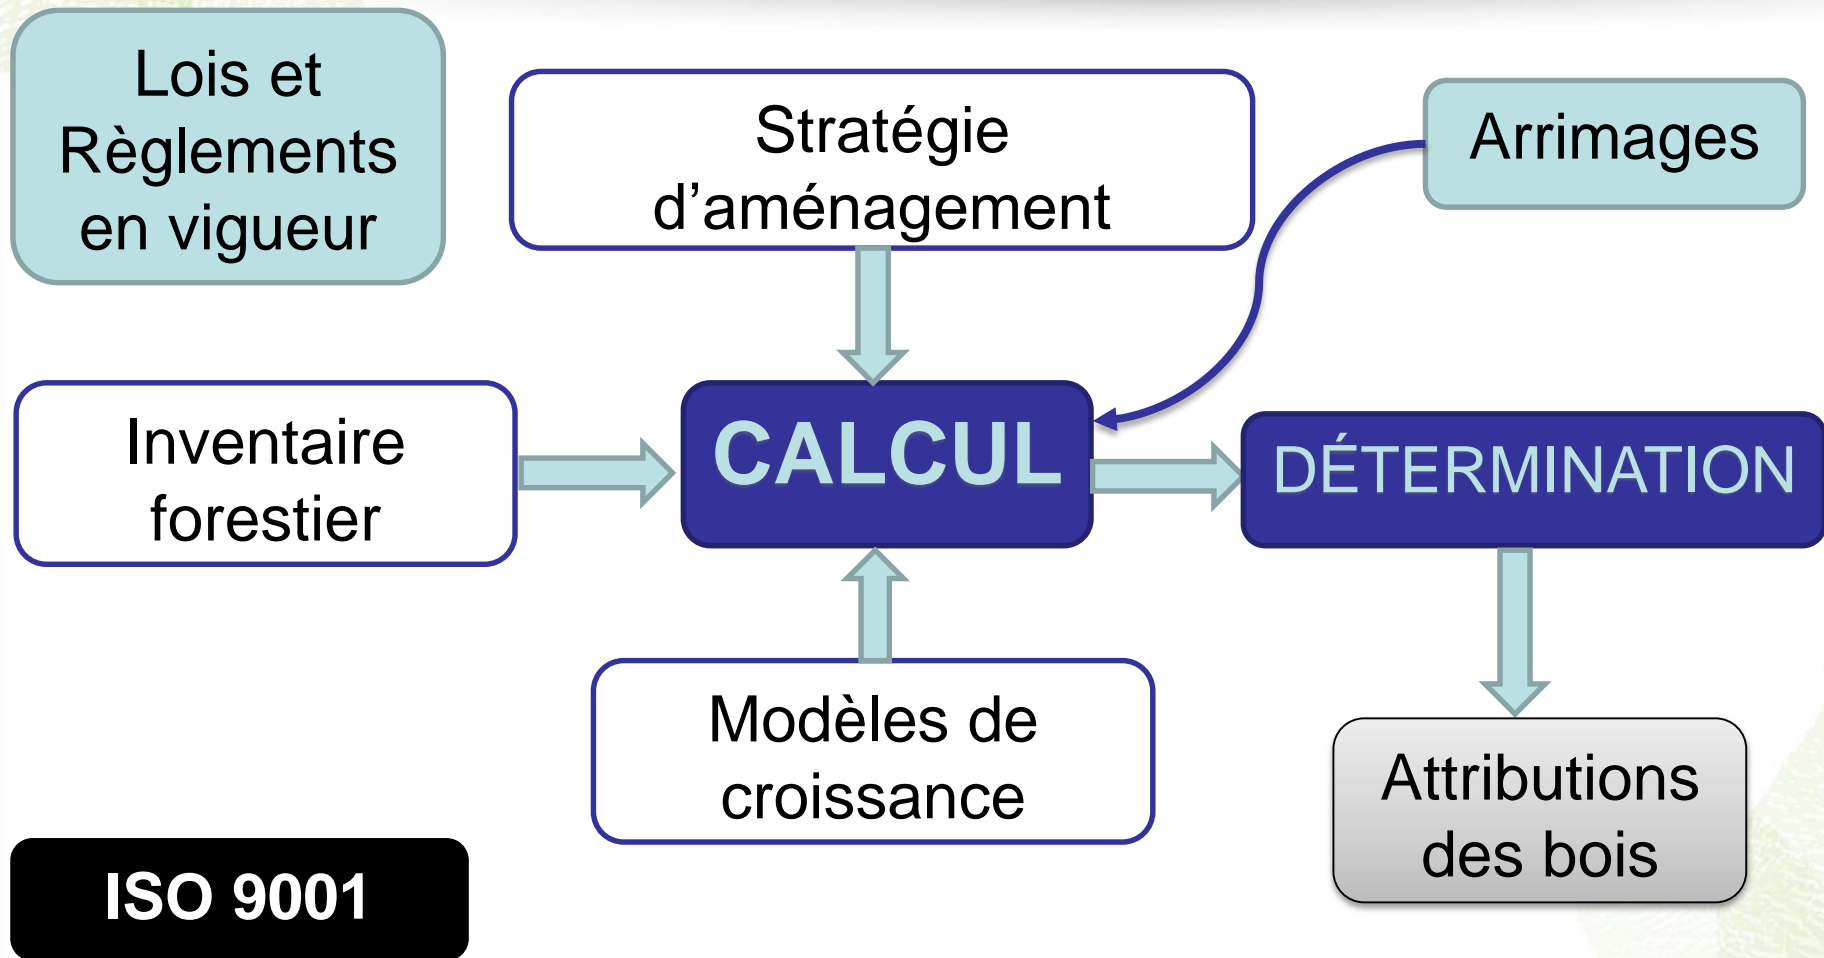 Lois et
Règlements
en vigueur
Stratégie
d’aménagement
Arrimages
Inventaire
forestier
CALCUL
DÉTERMINATION
Modèles de
croissance
Attributions
des bois
ISO 9001